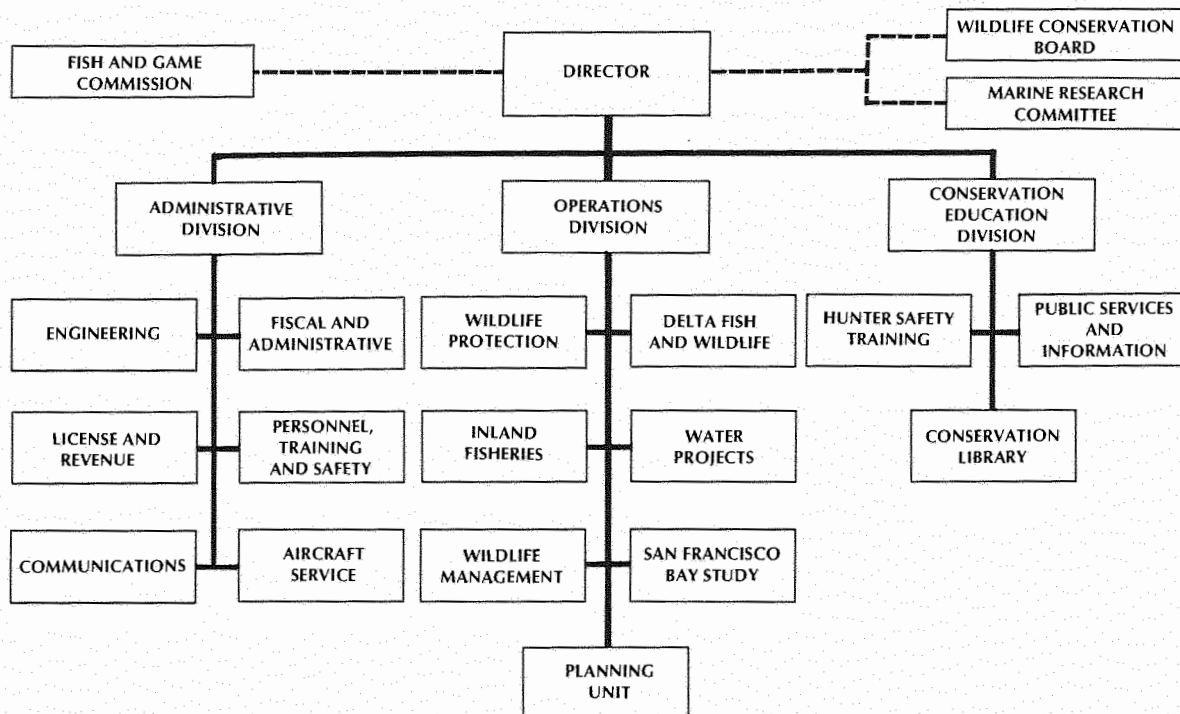 FISH AND GAME
COMMISSION
DIRECTOR
WILDLIFE CONSERVATION
BOARD
MARINE RESEARCH
COMMITTEE
ADMINISTRATIVE
DIVISION
OPERATIONS
DIVISION
CONSERVATION
EDUCATION
DIVISION
ENGINEERING
FISCAL AND
ADMINISTRATIVE
WILDLIFE
PROTECTION
DELTA FISH
AND WILDLIFE
HUNTER SAFETY
TRAINING
PUBLIC SERVICES
AND
INFORMATION
LICENSE AND
REVENUE
PERSONNEL,
TRAINING
AND SAFETY
INLAND
FISHERIES
WATER
PROJECTS
CONSERVATION
LIBRARY
COMMUNICATIONS
AIRCRAFT
SERVICE
WILDLIFE
MANAGEMENT
SAN FRANCISCO
BAY STUDY
PLANNING
UNIT